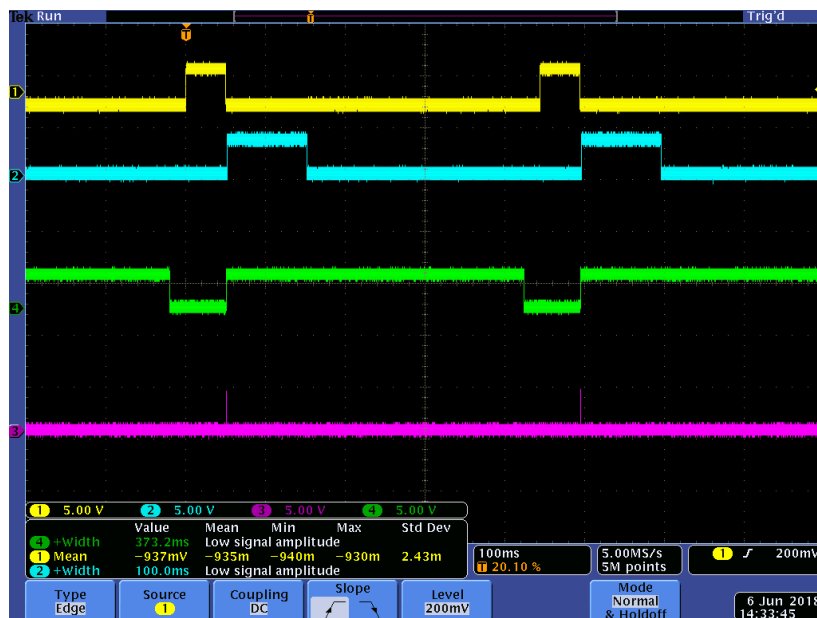 Tek Run Trig'd
T
T
1
2
4
3
1 5.00 V 2 5.00 V 3 5.00 V 4 5.00 V
Value Mean Min Max Std Dev
4 +Width 373.2ms Low signal amplitude
1 Mean −937mV −935m −940m −930m 2.43m
2 +Width 100.0ms Low signal amplitude
100ms
T 20.10 %
5.00MS/s
5M points
1 200mV
Type
Edge
Source
1
Coupling
DC
Slope
Level
200mV
Mode
Normal
& Holdoff
6 Jun 2018
14:33:45